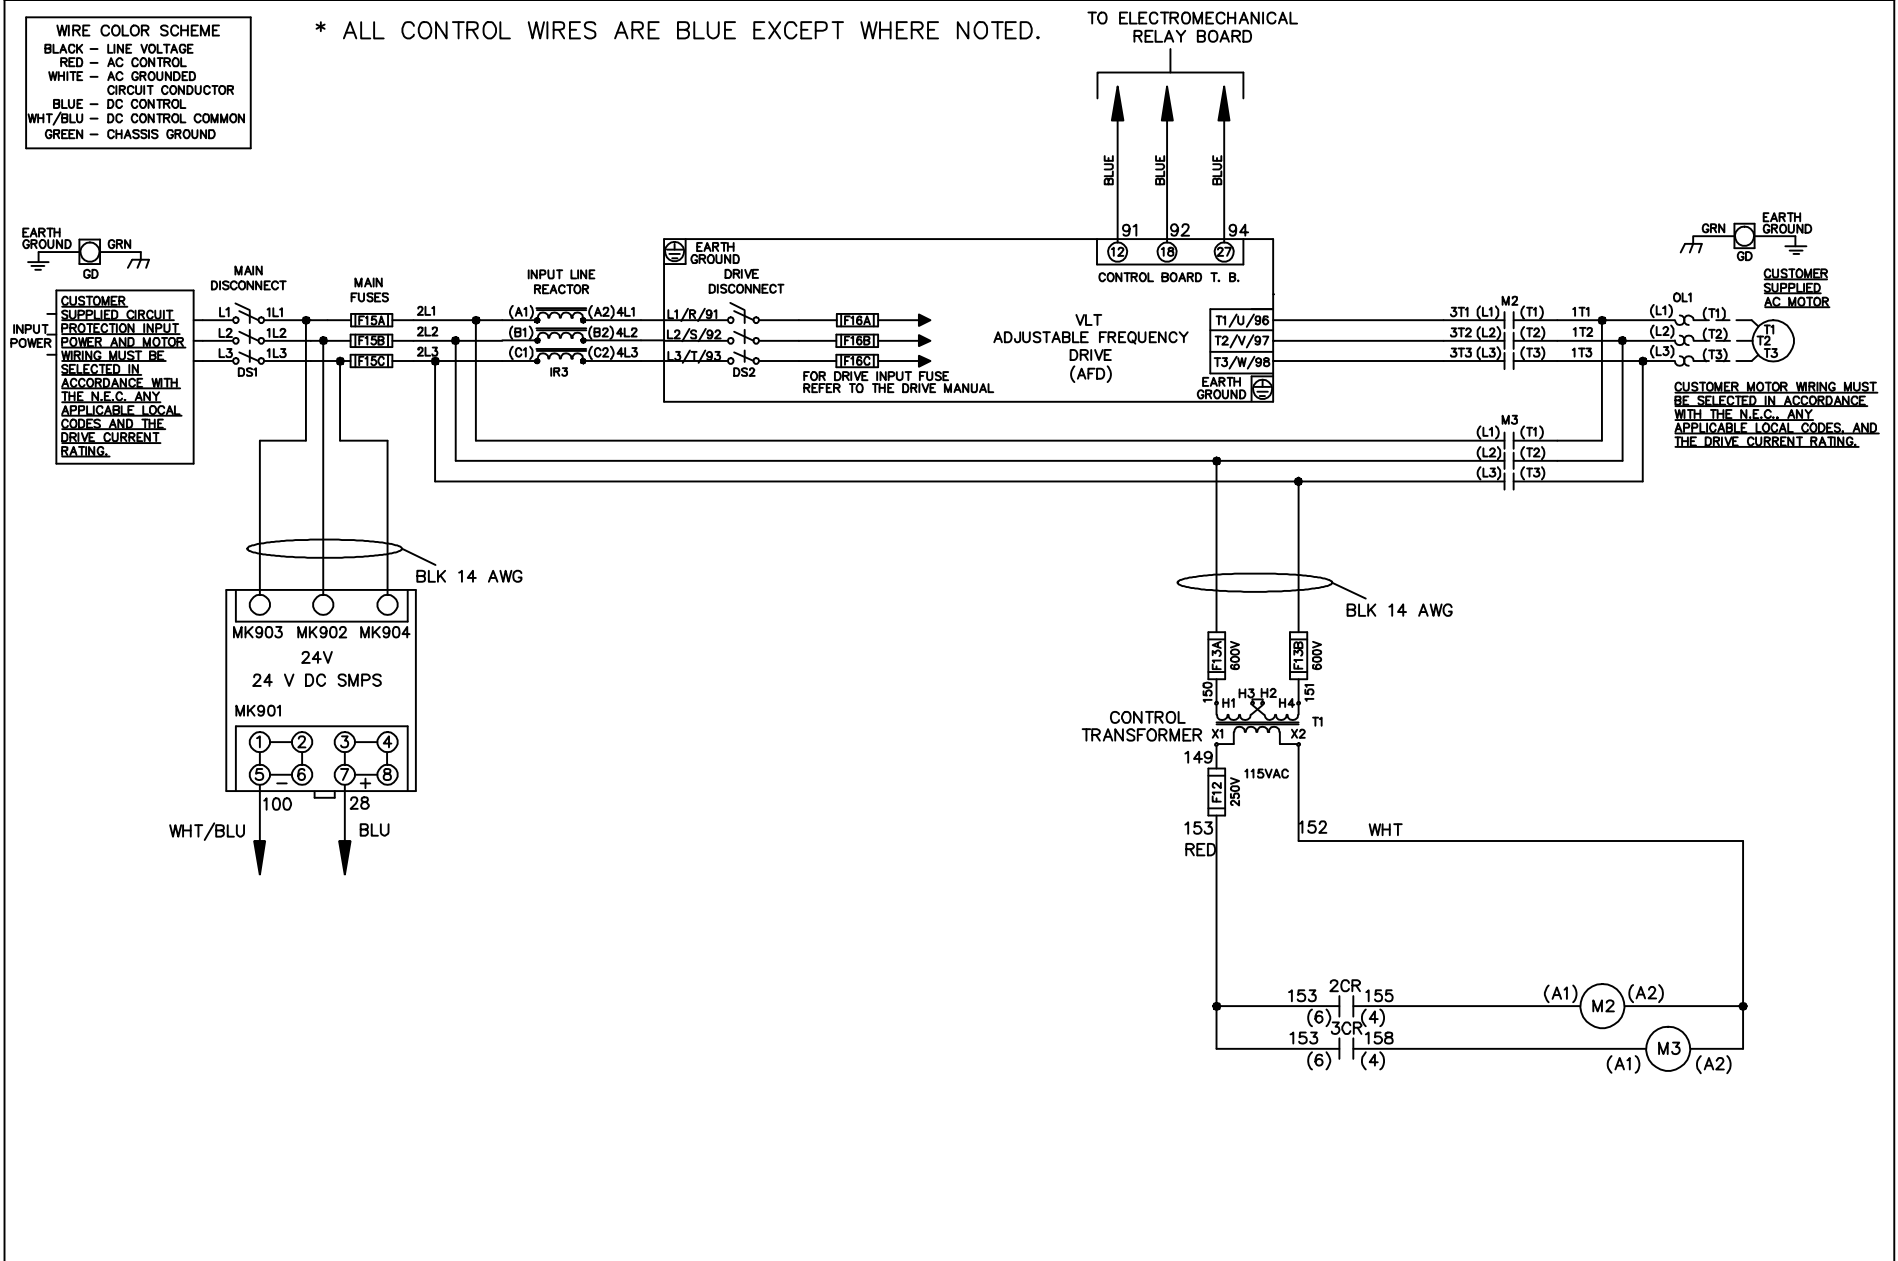 WIRE COLOR SCHEME
BLACK – LINE VOLTAGE
RED – AC CONTROL
WHITE – AC GROUNDED
CIRCUIT CONDUCTOR
BLUE – DC CONTROL
WHT/BLU – DC CONTROL COMMON
GREEN – CHASSIS GROUND
* ALL CONTROL WIRES ARE BLUE EXCEPT WHERE NOTED.
TO ELECTROMECHANICAL
RELAY BOARD
BLUE
BLUE
BLUE
91 92 94
12 18 27
CONTROL BOARD T. B.
EARTH
GROUND
GRN
GD
INPUT
POWER
CUSTOMER
SUPPLIED CIRCUIT
PROTECTION INPUT
POWER AND MOTOR
WIRING MUST BE
SELECTED IN
ACCORDANCE WITH
THE N.E.C. ANY
APPLICABLE LOCAL
CODES AND THE
DRIVE CURRENT
RATING.
MAIN
DISCONNECT
L1 1L1
L2 1L2
L3 1L3
DS1
MAIN
FUSES
F15A
F15B
F15C
2L1
2L2
2L3
INPUT LINE
REACTOR
(A1) (A2) 4L1
(B1) (B2) 4L2
(C1) (C2) 4L3
IR3
EARTH
GROUND
DRIVE
DISCONNECT
L1/R/91
L2/S/92
L3/T/93
DS2
F16A
F16B
F16C
FOR DRIVE INPUT FUSE
REFER TO THE DRIVE MANUAL
VLT
ADJUSTABLE FREQUENCY
DRIVE
(AFD)
T1/U/96
T2/V/97
T3/W/98
EARTH
GROUND
M2
3T1 (L1) (T1) 1T1
3T2 (L2) (T2) 1T2
3T3 (L3) (T3) 1T3
M3
(L1) (T1)
(L2) (T2)
(L3) (T3)
OL1
(L1) (T1)
(L2) (T2)
(L3) (T3)
T1
T2
T3
GRN
EARTH
GROUND
GD
CUSTOMER
SUPPLIED
AC MOTOR
CUSTOMER MOTOR WIRING MUST
BE SELECTED IN ACCORDANCE
WITH THE N.E.C., ANY
APPLICABLE LOCAL CODES, AND
THE DRIVE CURRENT RATING.
BLK 14 AWG
MK903 MK902 MK904
24V
24 V DC SMPS
MK901
1 2 3 4
5 6 7 8
– +
100 28
WHT/BLU BLU
BLK 14 AWG
F13A 600V
F13B 600V
150 151
H1 H3 H2 H4
T1
CONTROL
TRANSFORMER
X1 X2
149
115VAC
F12 250V
153
RED
152 WHT
153 2CR 155
(6) (4)
(A1) M2 (A2)
153 3CR 158
(6) (4)
(A1) M3 (A2)